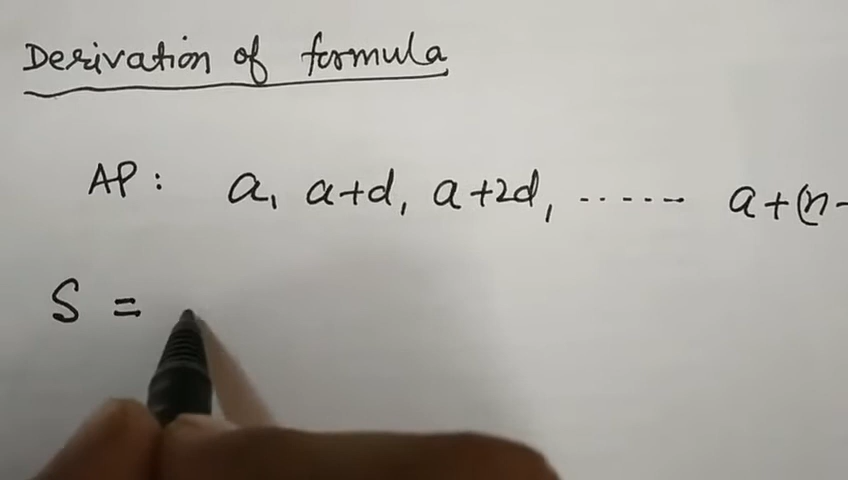 Derivation of formula
AP: a, a+d, a+2d, ...... a+(n-
S =